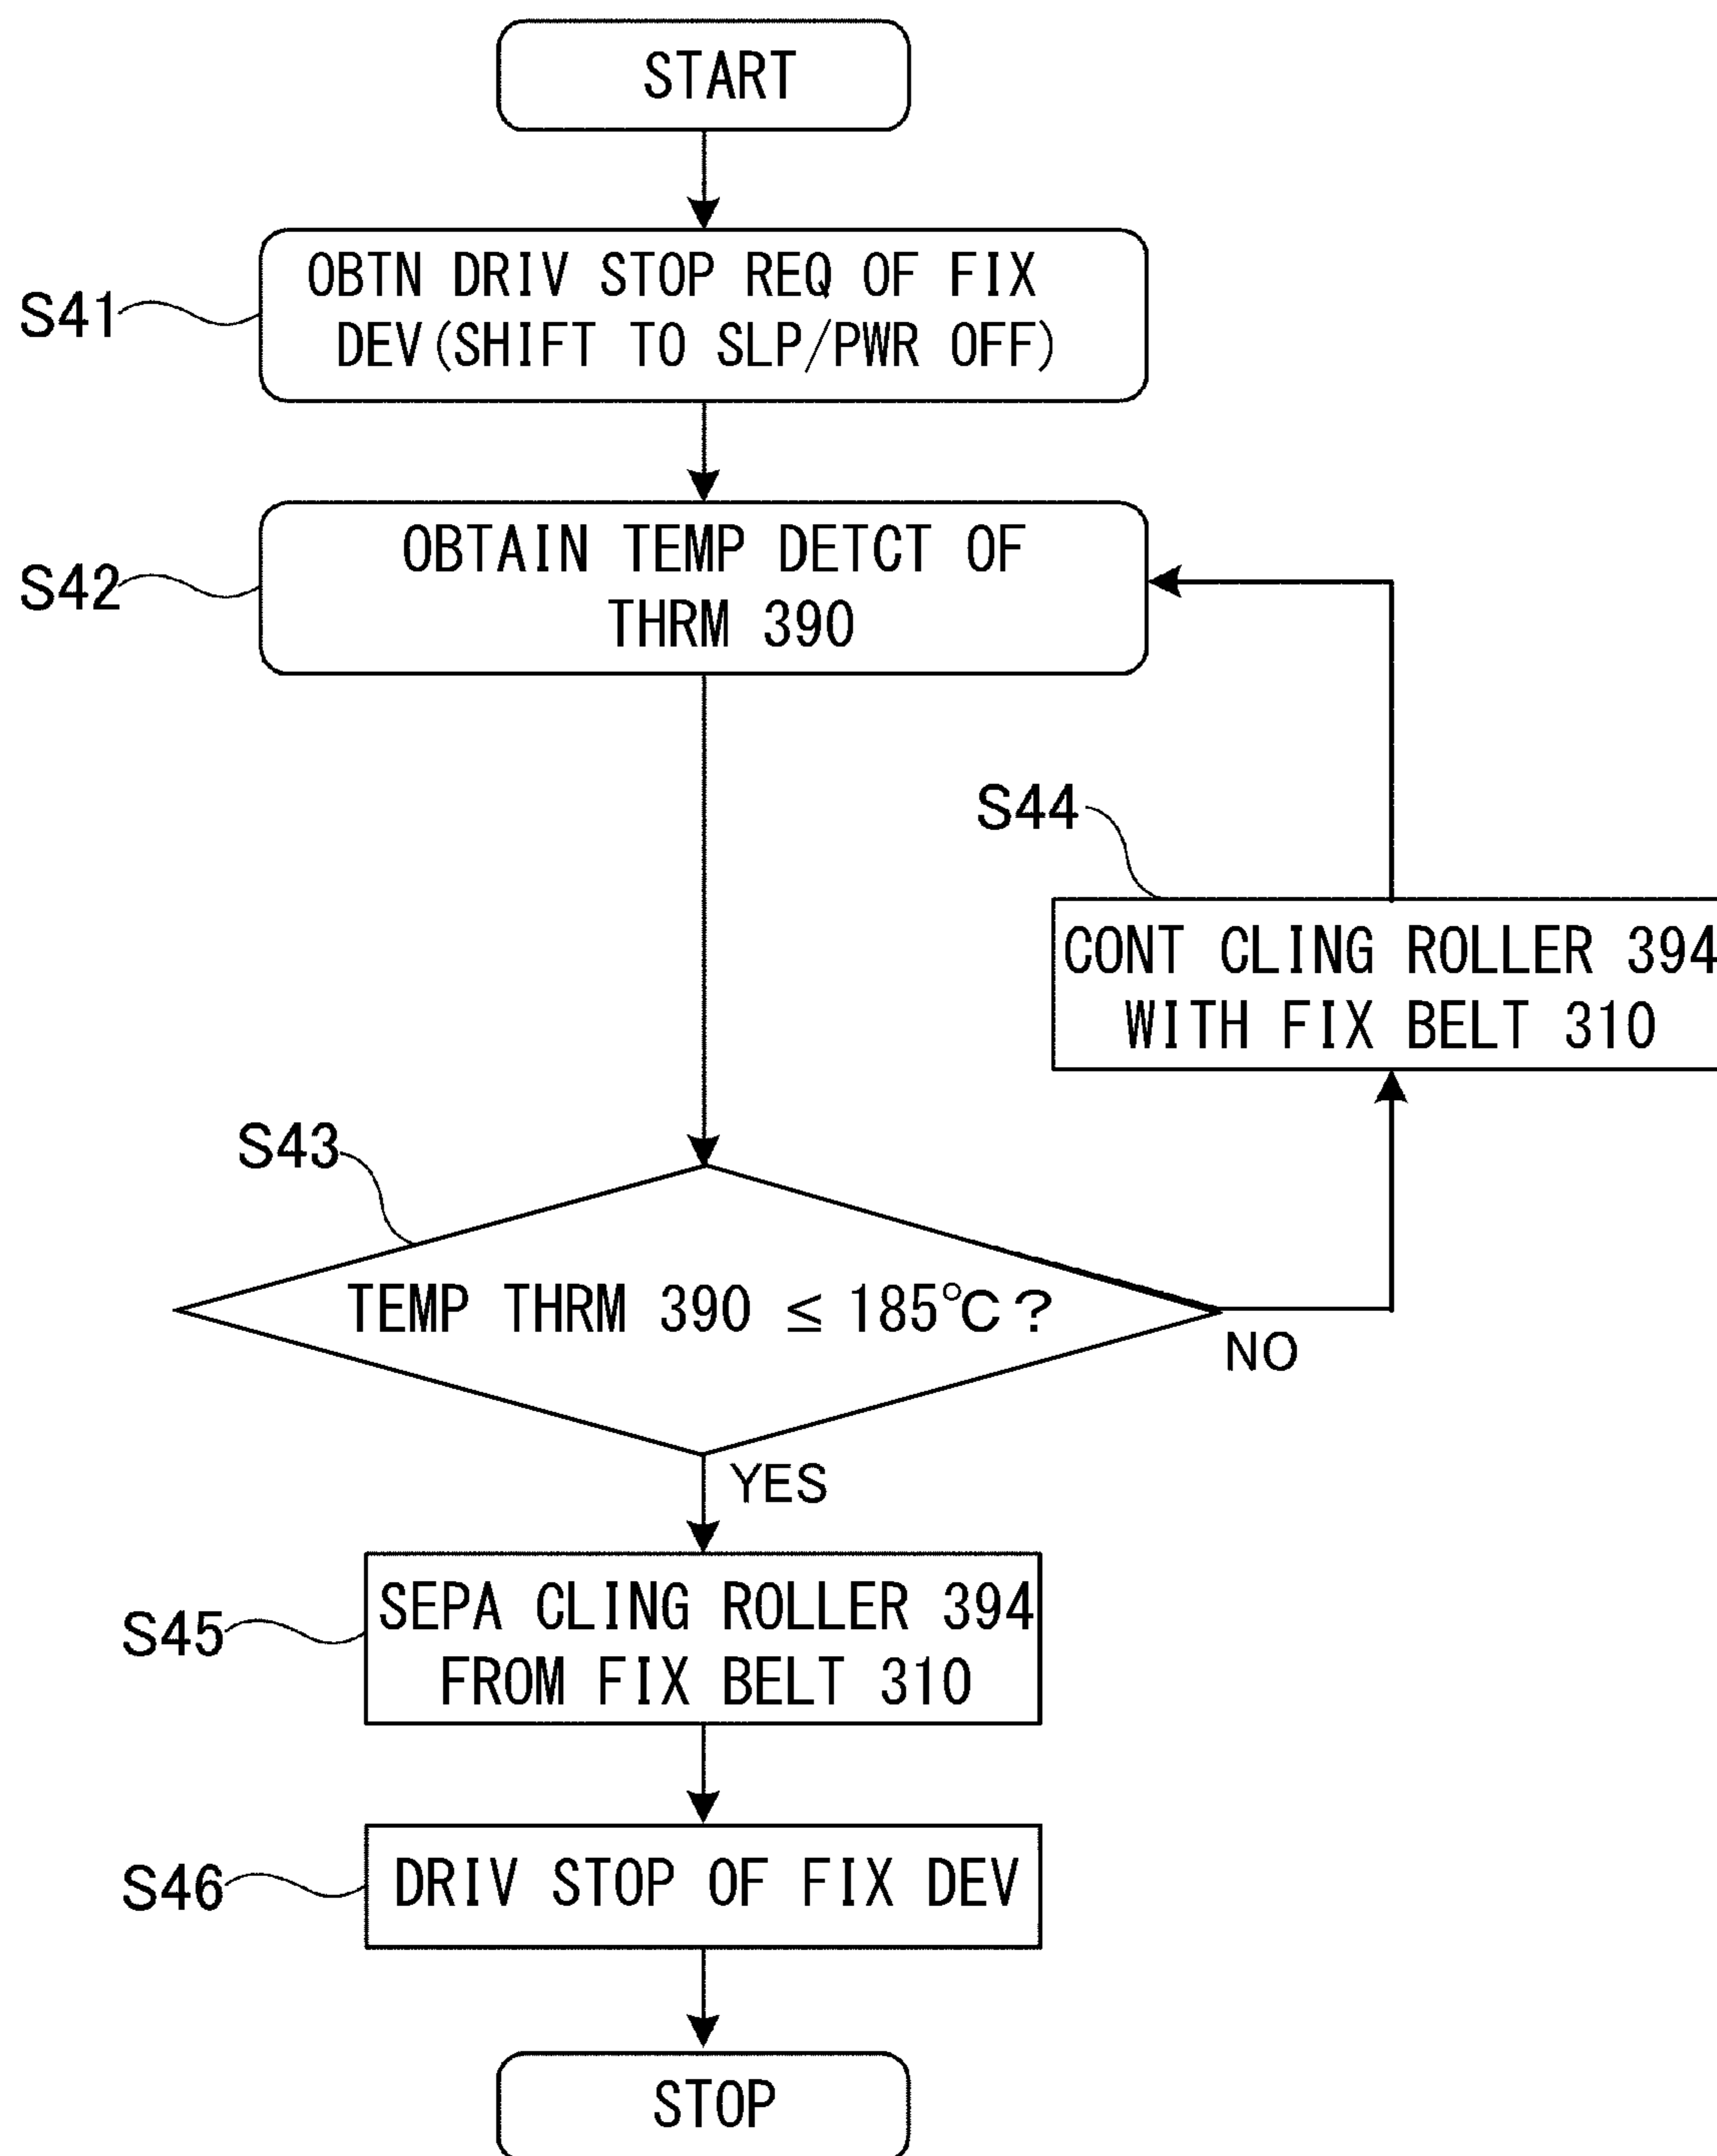 START
S41
OBTN DRIV STOP REQ OF FIX
DEV(SHIFT TO SLP/PWR OFF)
S42
OBTAIN TEMP DETCT OF
THRM 390
S44
CONT CLING ROLLER 394
WITH FIX BELT 310
S43
TEMP THRM 390 ≤ 185℃?
NO
YES
S45
SEPA CLING ROLLER 394
FROM FIX BELT 310
S46
DRIV STOP OF FIX DEV
STOP